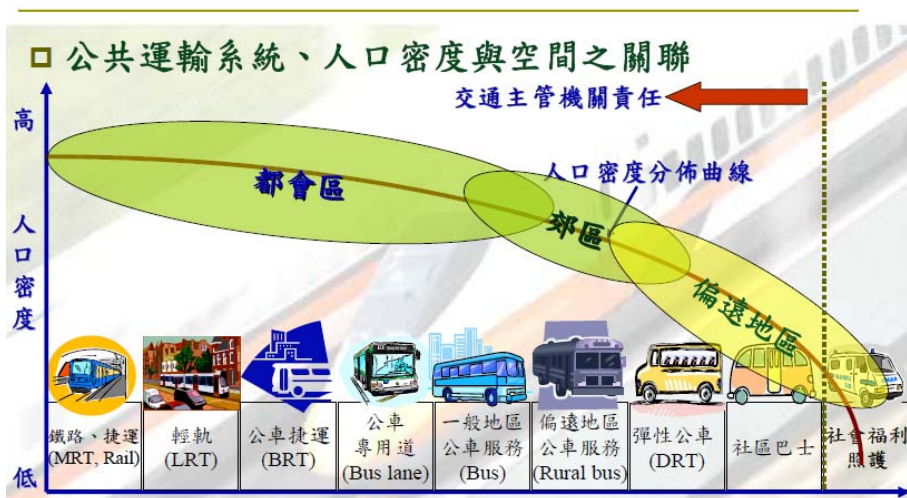 公共運輸系統、人口密度與空間之關聯
交通主管機關責任
高
人口密度
低
都會區
人口密度分佈曲線
郊區
偏遠地區
鐵路、捷運
(MRT, Rail)
輕軌
(LRT)
公車捷運
(BRT)
公車
專用道
(Bus lane)
一般地區
公車服務
(Bus)
偏遠地區
公車服務
(Rural bus)
彈性公車
(DRT)
社區巴士
社會福利
照護